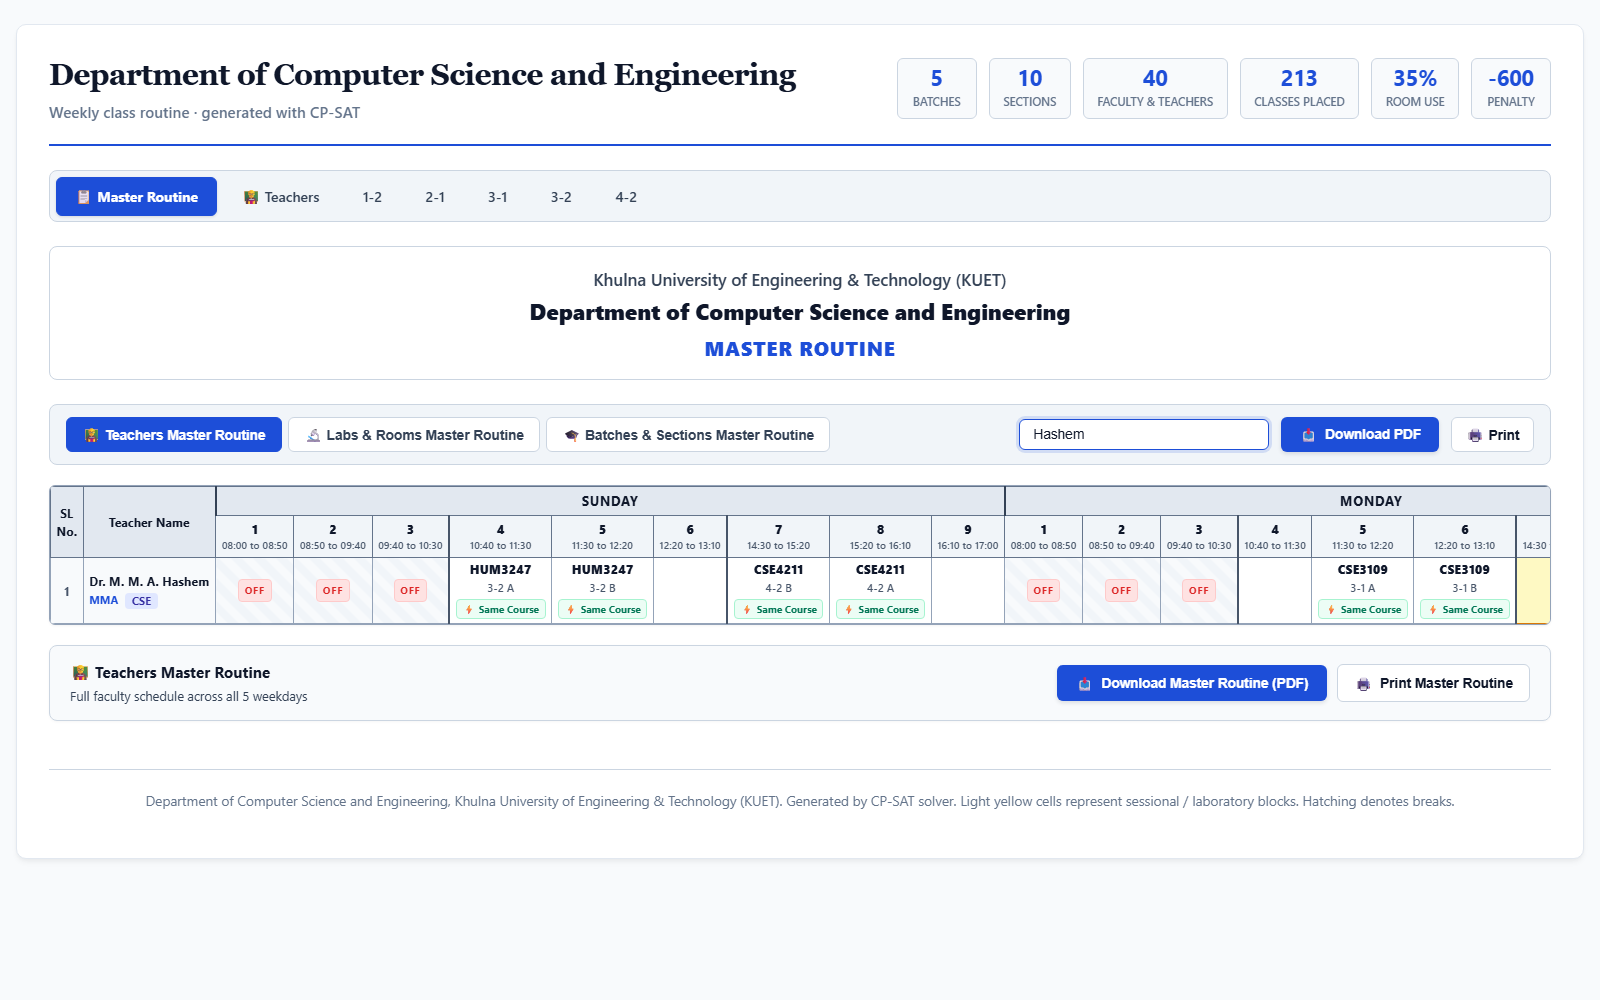 Department of Computer Science and Engineering
Weekly class routine · generated with CP-SAT
5
BATCHES
10
SECTIONS
40
FACULTY & TEACHERS
213
CLASSES PLACED
35%
ROOM USE
-600
PENALTY
Master Routine
Teachers
1-2
2-1
3-1
3-2
4-2
Khulna University of Engineering & Technology (KUET)
Department of Computer Science and Engineering
MASTER ROUTINE
Teachers Master Routine
Labs & Rooms Master Routine
Batches & Sections Master Routine
Hashem
Download PDF
Print
SL No.
Teacher Name
SUNDAY
MONDAY
1
08:00 to 08:50
2
08:50 to 09:40
3
09:40 to 10:30
4
10:40 to 11:30
5
11:30 to 12:20
6
12:20 to 13:10
7
14:30 to 15:20
8
15:20 to 16:10
9
16:10 to 17:00
1
08:00 to 08:50
2
08:50 to 09:40
3
09:40 to 10:30
4
10:40 to 11:30
5
11:30 to 12:20
6
12:20 to 13:10
14:30
1
Dr. M. M. A. Hashem
MMA CSE
OFF
OFF
OFF
HUM3247
3-2 A
Same Course
HUM3247
3-2 B
Same Course
CSE4211
4-2 B
Same Course
CSE4211
4-2 A
Same Course
OFF
OFF
OFF
CSE3109
3-1 A
Same Course
CSE3109
3-1 B
Same Course
Teachers Master Routine
Full faculty schedule across all 5 weekdays
Download Master Routine (PDF)
Print Master Routine
Department of Computer Science and Engineering, Khulna University of Engineering & Technology (KUET). Generated by CP-SAT solver. Light yellow cells represent sessional / laboratory blocks. Hatching denotes breaks.